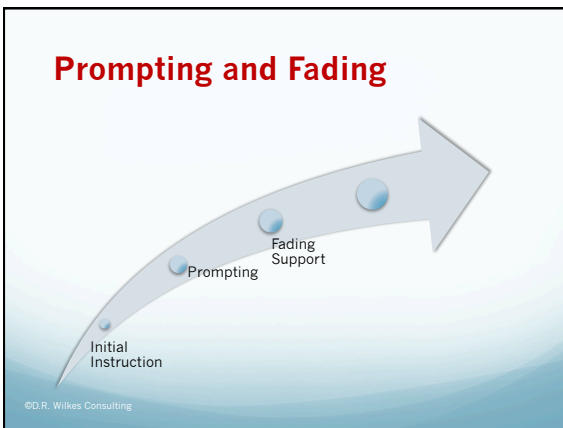 Prompting and Fading
Fading
Support
Prompting
Initial
Instruction
©D.R. Wilkes Consulting